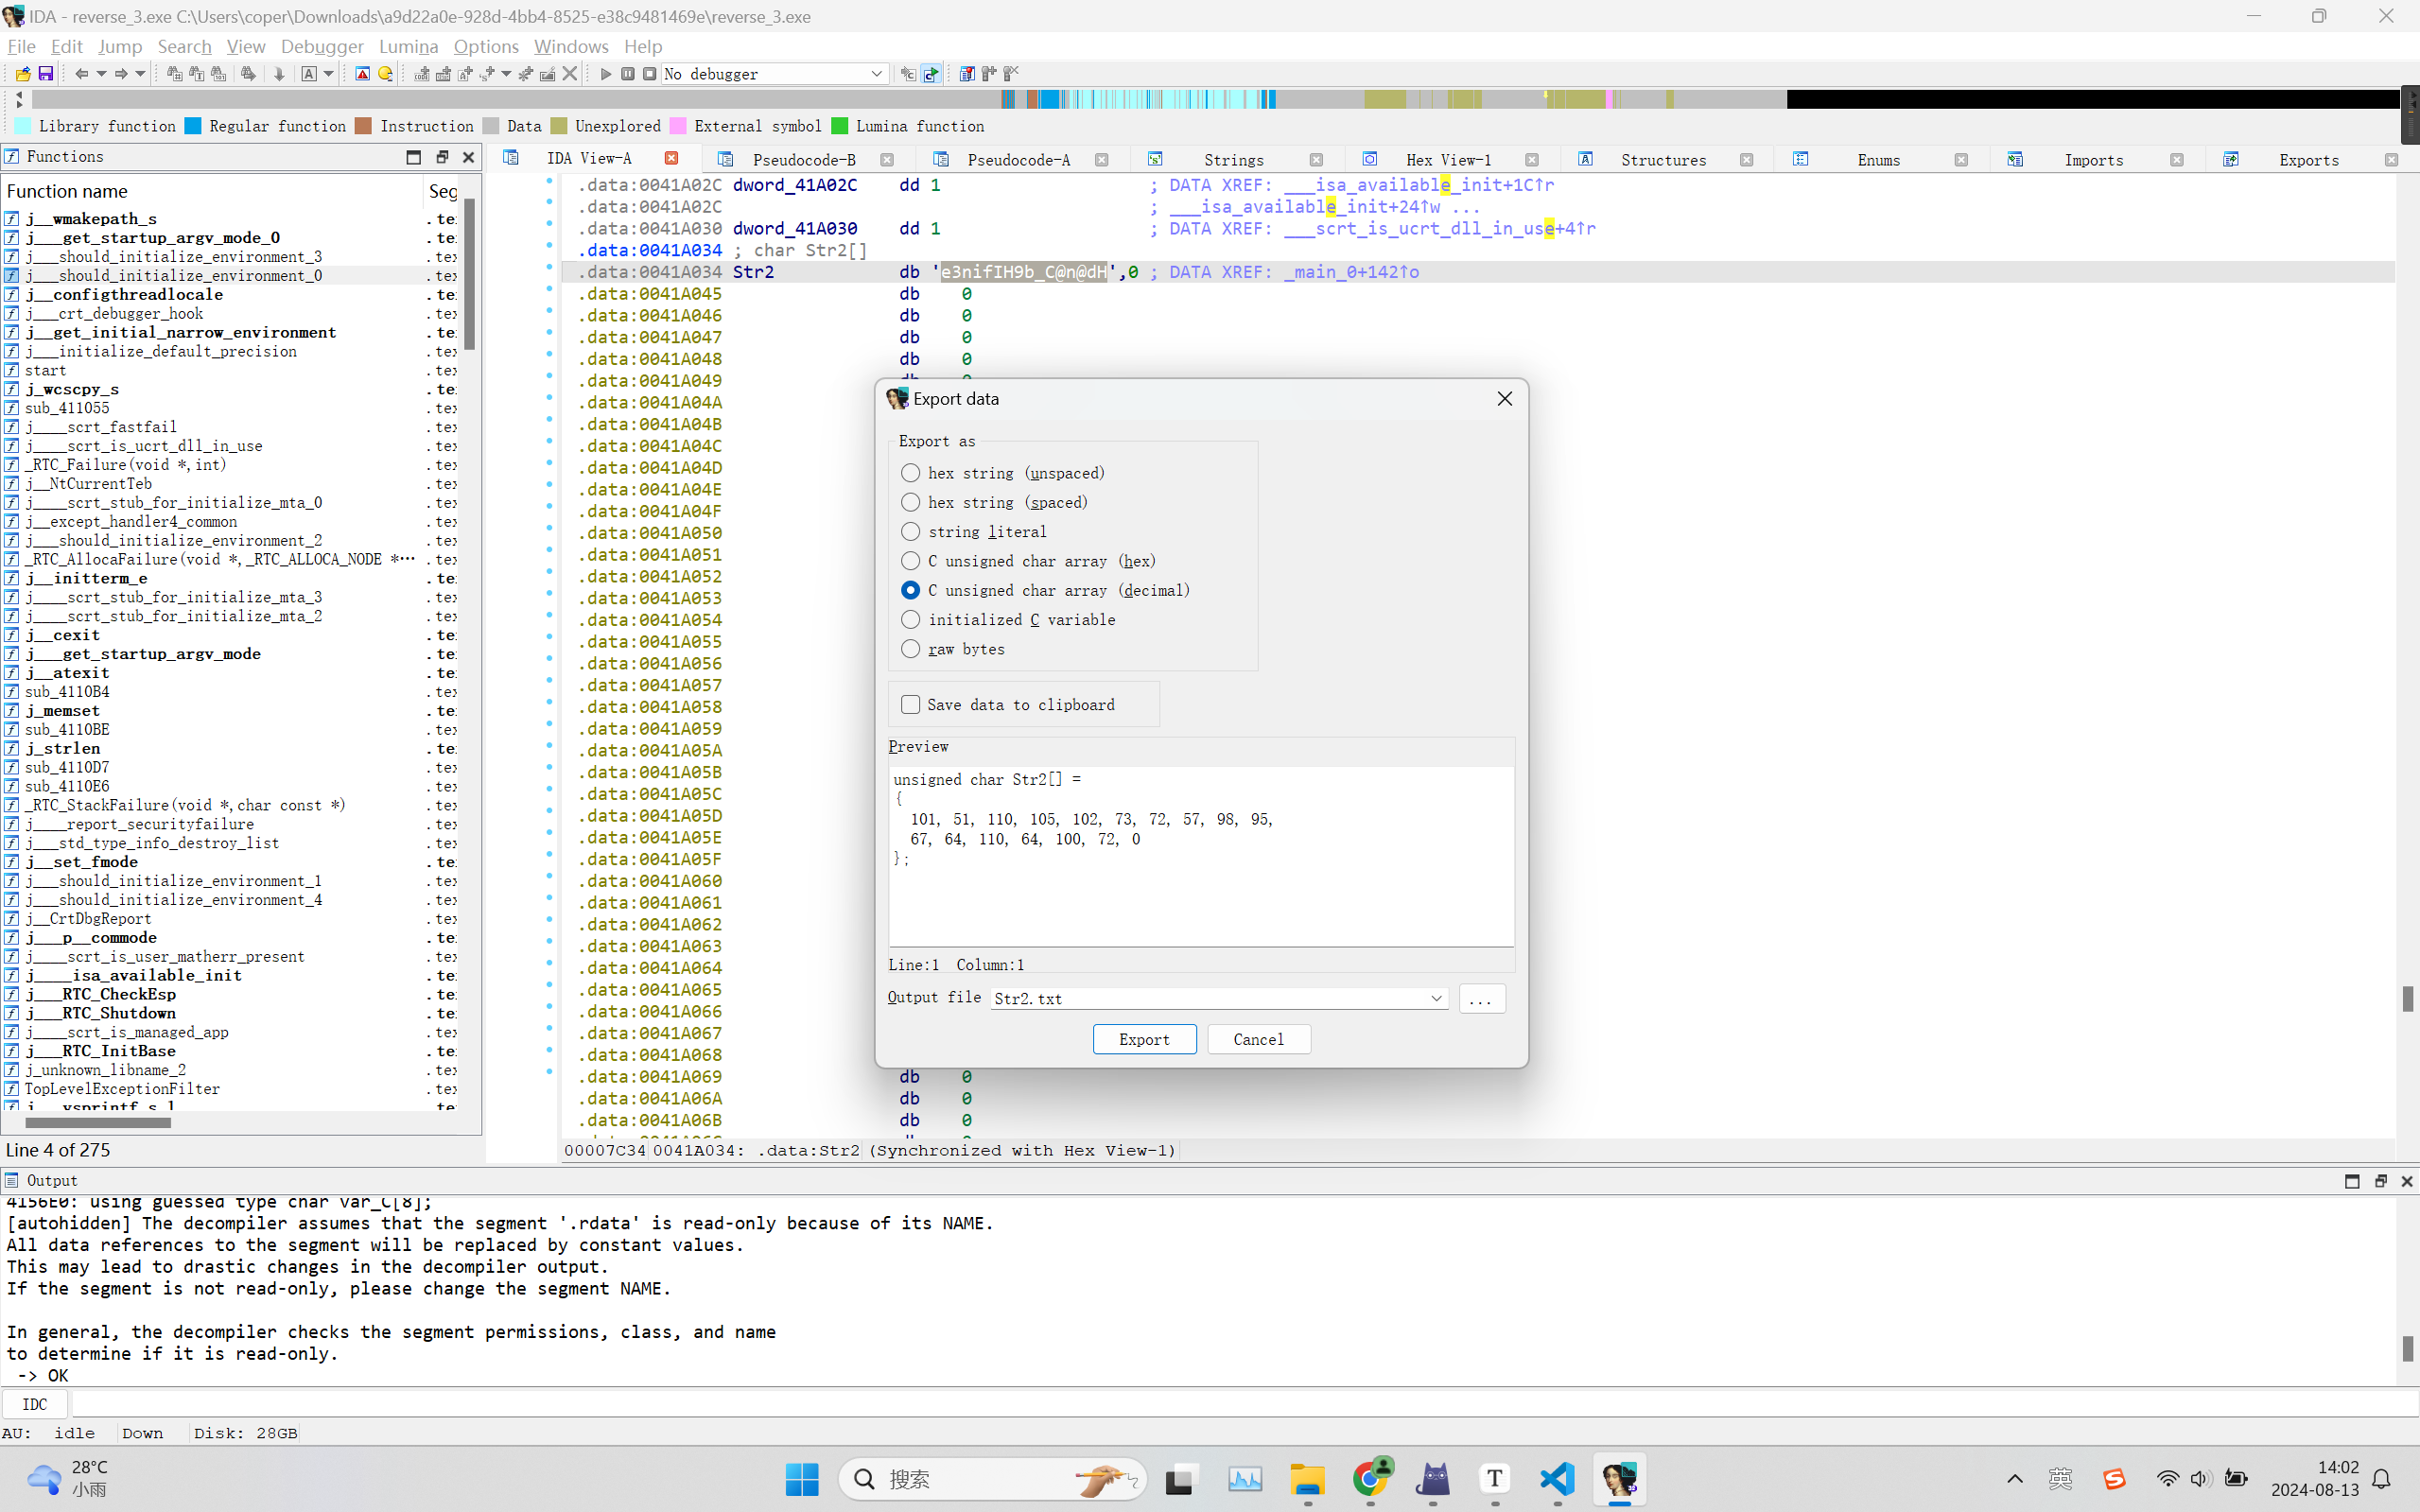 IDA - reverse_3.exe C:\Users\coper\Downloads\a9d22a0e-928d-4bb4-8525-e38c9481469e\reverse_3.exe
File Edit Jump Search View Debugger Lumina Options Windows Help
No debugger
Library function Regular function Instruction Data Unexplored External symbol Lumina function
Functions
IDA View-A Pseudocode-B Pseudocode-A Strings Hex View-1 Structures Enums Imports Exports
Function name Seg
j__wmakepath_s .te
j___get_startup_argv_mode_0 .te
j___should_initialize_environment_3 .te
j___should_initialize_environment_0 .te
j__configthreadlocale .te
j___crt_debugger_hook .te
j__get_initial_narrow_environment .te
j___initialize_default_precision .te
start .te
j_wcscpy_s .te
sub_411055 .te
j____scrt_fastfail .te
j____scrt_is_ucrt_dll_in_use .te
_RTC_Failure(void *,int) .te
j__NtCurrentTeb .te
j____scrt_stub_for_initialize_mta_0 .te
j__except_handler4_common .te
j___should_initialize_environment_2 .te
_RTC_AllocaFailure(void *,_RTC_ALLOCA_NODE *… .te
j__initterm_e .te
j____scrt_stub_for_initialize_mta_3 .te
j____scrt_stub_for_initialize_mta_2 .te
j__cexit .te
j___get_startup_argv_mode .te
j__atexit .te
sub_4110B4 .te
j_memset .te
sub_4110BE .te
j_strlen .te
sub_4110D7 .te
sub_4110E6 .te
_RTC_StackFailure(void *,char const *) .te
j____report_securityfailure .te
j___std_type_info_destroy_list .te
j__set_fmode .te
j___should_initialize_environment_1 .te
j___should_initialize_environment_4 .te
j__CrtDbgReport .te
j___p__commode .te
j____scrt_is_user_matherr_present .te
j____isa_available_init .te
j___RTC_CheckEsp .te
j___RTC_Shutdown .te
j____scrt_is_managed_app .te
j___RTC_InitBase .te
j_unknown_libname_2 .te
TopLevelExceptionFilter .te
j___vsprintf_s_l .te
Line 4 of 275
.data:0041A02C dword_41A02C dd 1 ; DATA XREF: ___isa_available_init+1C↑r
.data:0041A02C ; ___isa_available_init+24↑w ...
.data:0041A030 dword_41A030 dd 1 ; DATA XREF: ___scrt_is_ucrt_dll_in_use+4↑r
.data:0041A034 ; char Str2[]
.data:0041A034 Str2 db 'e3nifIH9b_C@n@dH',0 ; DATA XREF: _main_0+142↑o
.data:0041A045 db 0
.data:0041A046 db 0
.data:0041A047 db 0
.data:0041A048 db 0
.data:0041A049
.data:0041A04A
.data:0041A04B
.data:0041A04C
.data:0041A04D
.data:0041A04E
.data:0041A04F
.data:0041A050
.data:0041A051
.data:0041A052
.data:0041A053
.data:0041A054
.data:0041A055
.data:0041A056
.data:0041A057
.data:0041A058
.data:0041A059
.data:0041A05A
.data:0041A05B
.data:0041A05C
.data:0041A05D
.data:0041A05E
.data:0041A05F
.data:0041A060
.data:0041A061
.data:0041A062
.data:0041A063
.data:0041A064
.data:0041A065
.data:0041A066
.data:0041A067
.data:0041A068
.data:0041A069 db 0
.data:0041A06A db 0
.data:0041A06B db 0
00007C34 0041A034: .data:Str2 (Synchronized with Hex View-1)
Export data
Export as
hex string (unspaced)
hex string (spaced)
string literal
C unsigned char array (hex)
C unsigned char array (decimal)
initialized C variable
raw bytes
Save data to clipboard
Preview
unsigned char Str2[] =
{
101, 51, 110, 105, 102, 73, 72, 57, 98, 95,
67, 64, 110, 64, 100, 72, 0
};
Line:1 Column:1
Output file Str2.txt ...
Export Cancel
Output
4156E0: using guessed type char var_C[8];
[autohidden] The decompiler assumes that the segment '.rdata' is read-only because of its NAME.
All data references to the segment will be replaced by constant values.
This may lead to drastic changes in the decompiler output.
If the segment is not read-only, please change the segment NAME.
In general, the decompiler checks the segment permissions, class, and name
to determine if it is read-only.
-> OK
IDC
AU: idle Down Disk: 28GB
28°C
小雨
搜索
英
14:02
2024-08-13